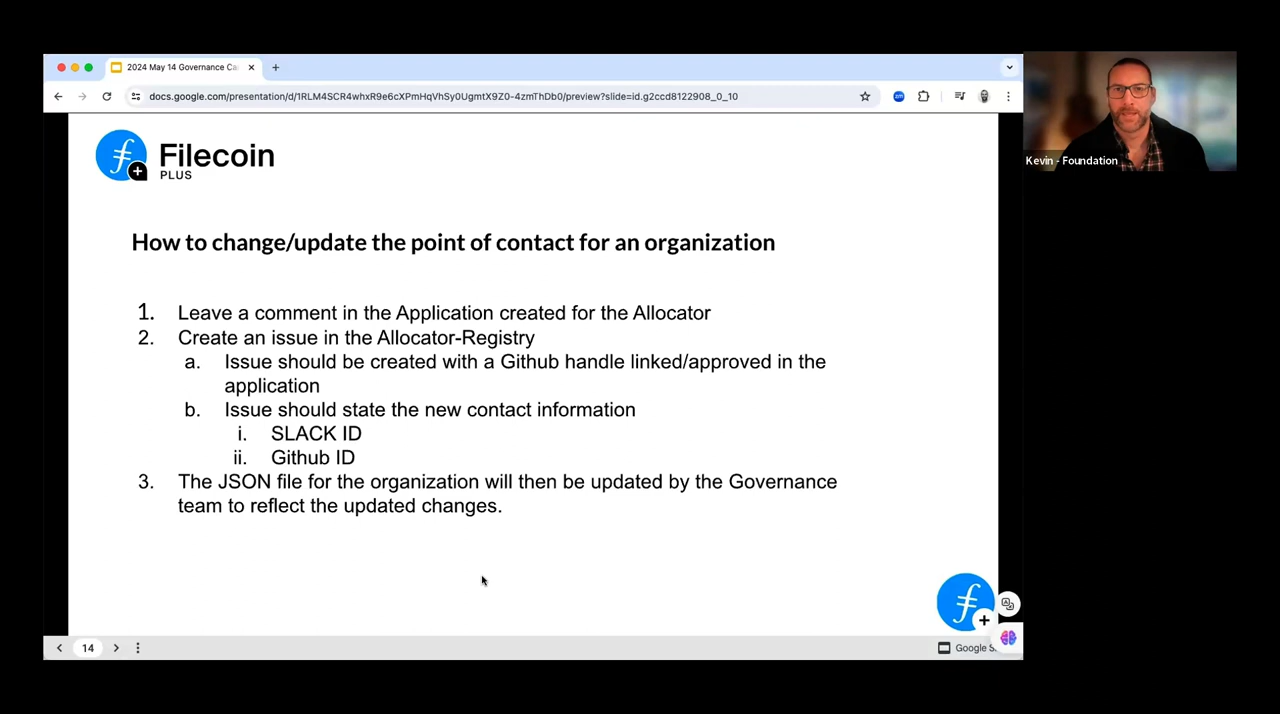 2024 May 14 Governance Ca
docs.google.com/presentation/d/1RLM4SCR4whxR9e6cXPmHqVhSy0UgmtX9Z0-4zmThDb0/preview?slide=id.g2ccd8122908_0_10
Filecoin
PLUS
Kevin - Foundation
How to change/update the point of contact for an organization
1. Leave a comment in the Application created for the Allocator
2. Create an issue in the Allocator-Registry
a. Issue should be created with a Github handle linked/approved in the
application
b. Issue should state the new contact information
i. SLACK ID
ii. Github ID
3. The JSON file for the organization will then be updated by the Governance
team to reflect the updated changes.
14
Google S